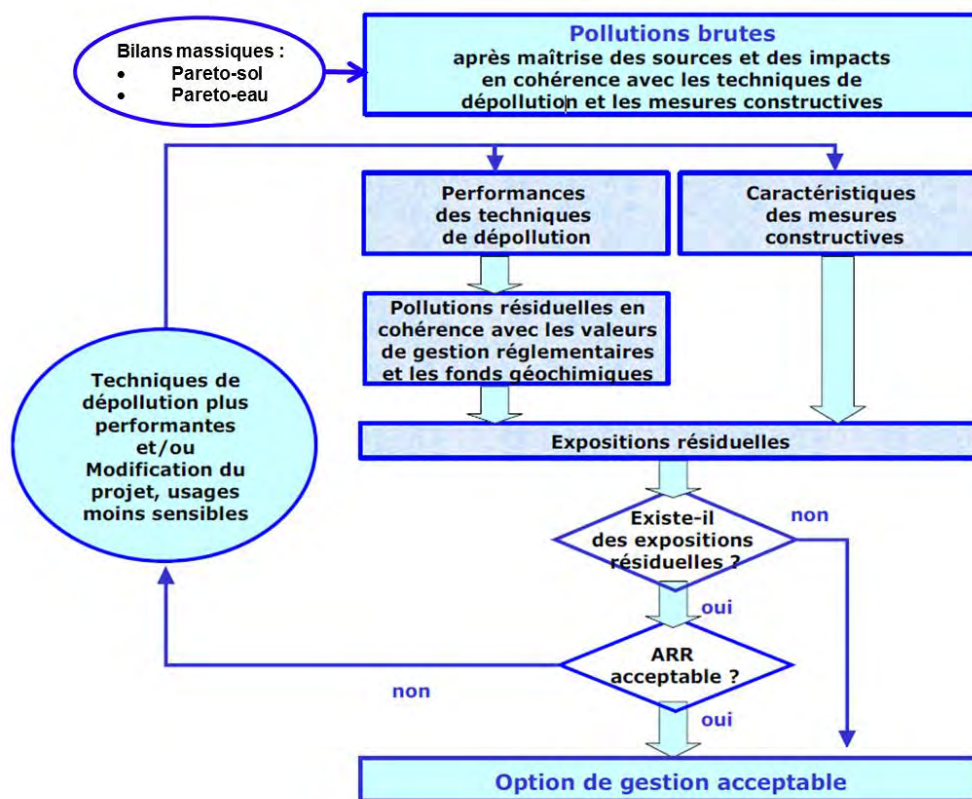 Bilans massiques :
• Pareto-sol
• Pareto-eau
Pollutions brutes
après maîtrise des sources et des impacts
en cohérence avec les techniques de
dépollution et les mesures constructives
Performances
des techniques
de dépollution
Caractéristiques
des mesures
constructives
Pollutions résiduelles en
cohérence avec les valeurs
de gestion réglementaires
et les fonds géochimiques
Techniques de
dépollution plus
performantes
et/ou
Modification du
projet, usages
moins sensibles
Expositions résiduelles
Existe-il
des expositions
résiduelles ?
non
oui
ARR
acceptable ?
non
oui
Option de gestion acceptable